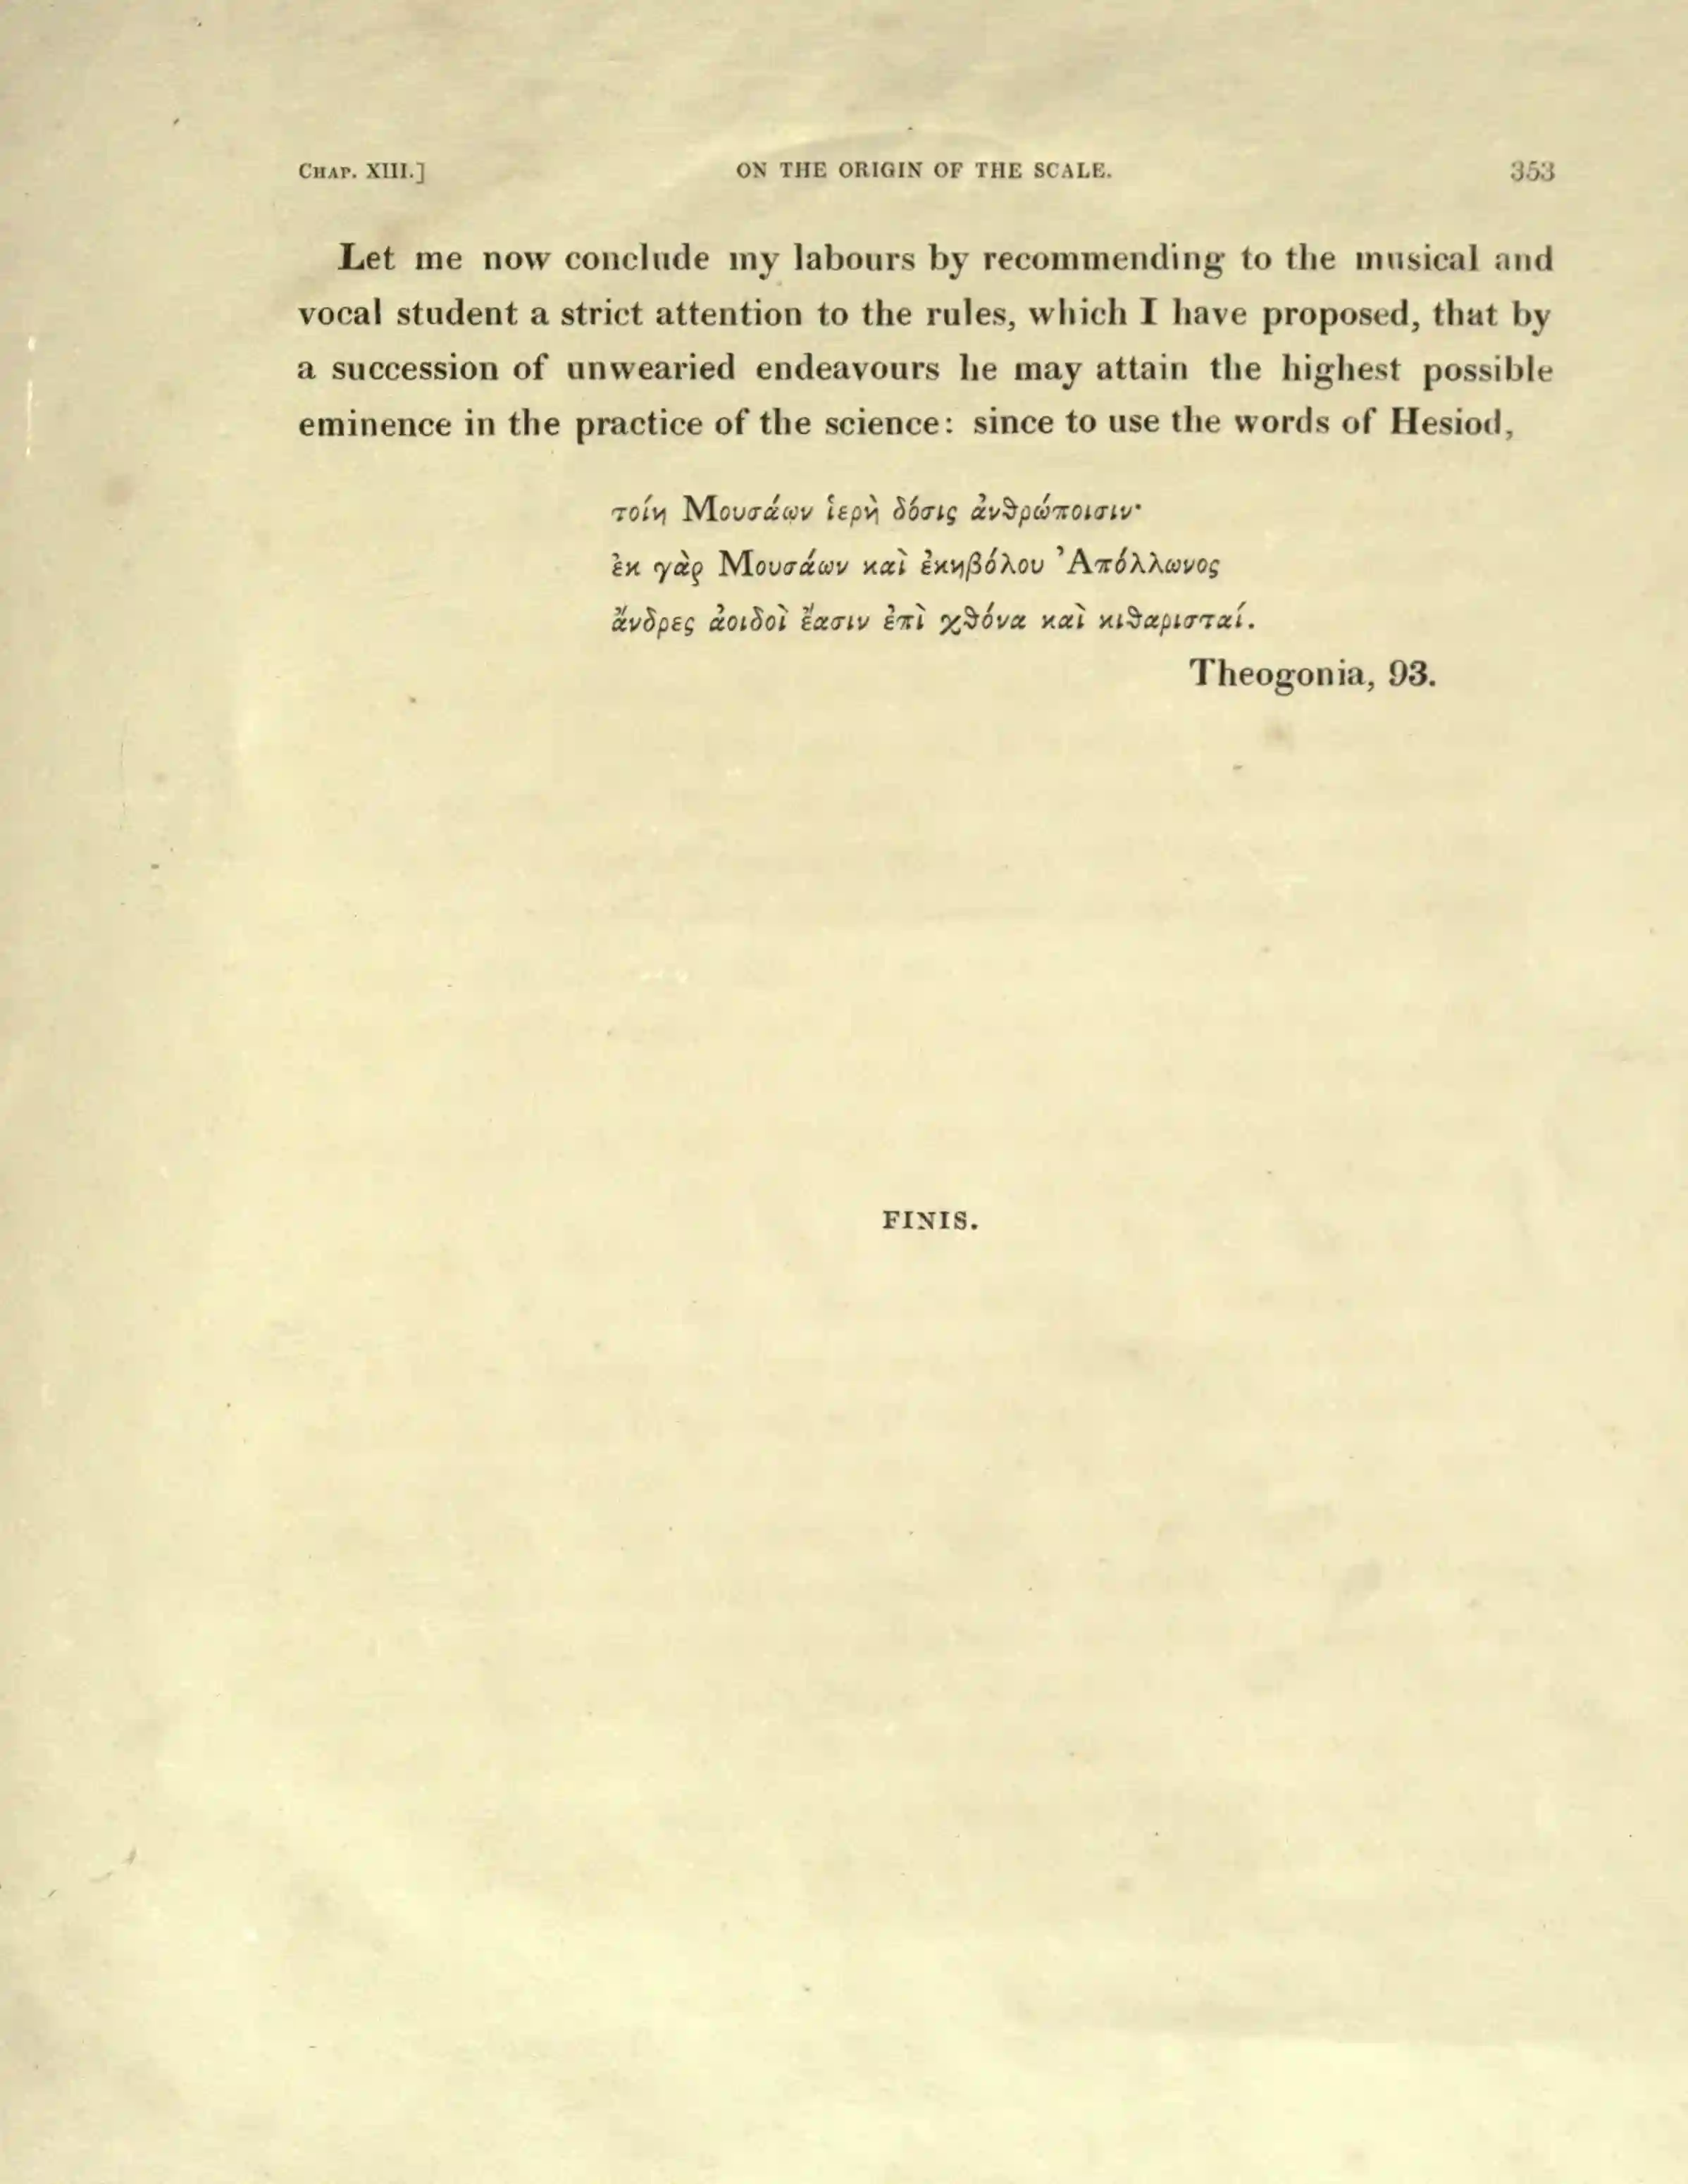 CHAP. XIII.] ON THE ORIGIN OF THE SCALE. 353
Let me now conclude my labours by recommending to the musical and
vocal student a strict attention to the rules, which I have proposed, that by
a succession of unwearied endeavours he may attain the highest possible
eminence in the practice of the science: since to use the words of Hesiod,
τοίη Μουσάων ἱερὴ δόσις ἀνϑρώποισιν·
ἐκ γὰρ Μουσάων καὶ ἑκηβόλου Ἀπόλλωνος
ἄνδρες ἀοιδοὶ ἔασιν ἐπὶ χϑόνα καὶ κιϑαρισταί.
Theogonia, 93.
FINIS.